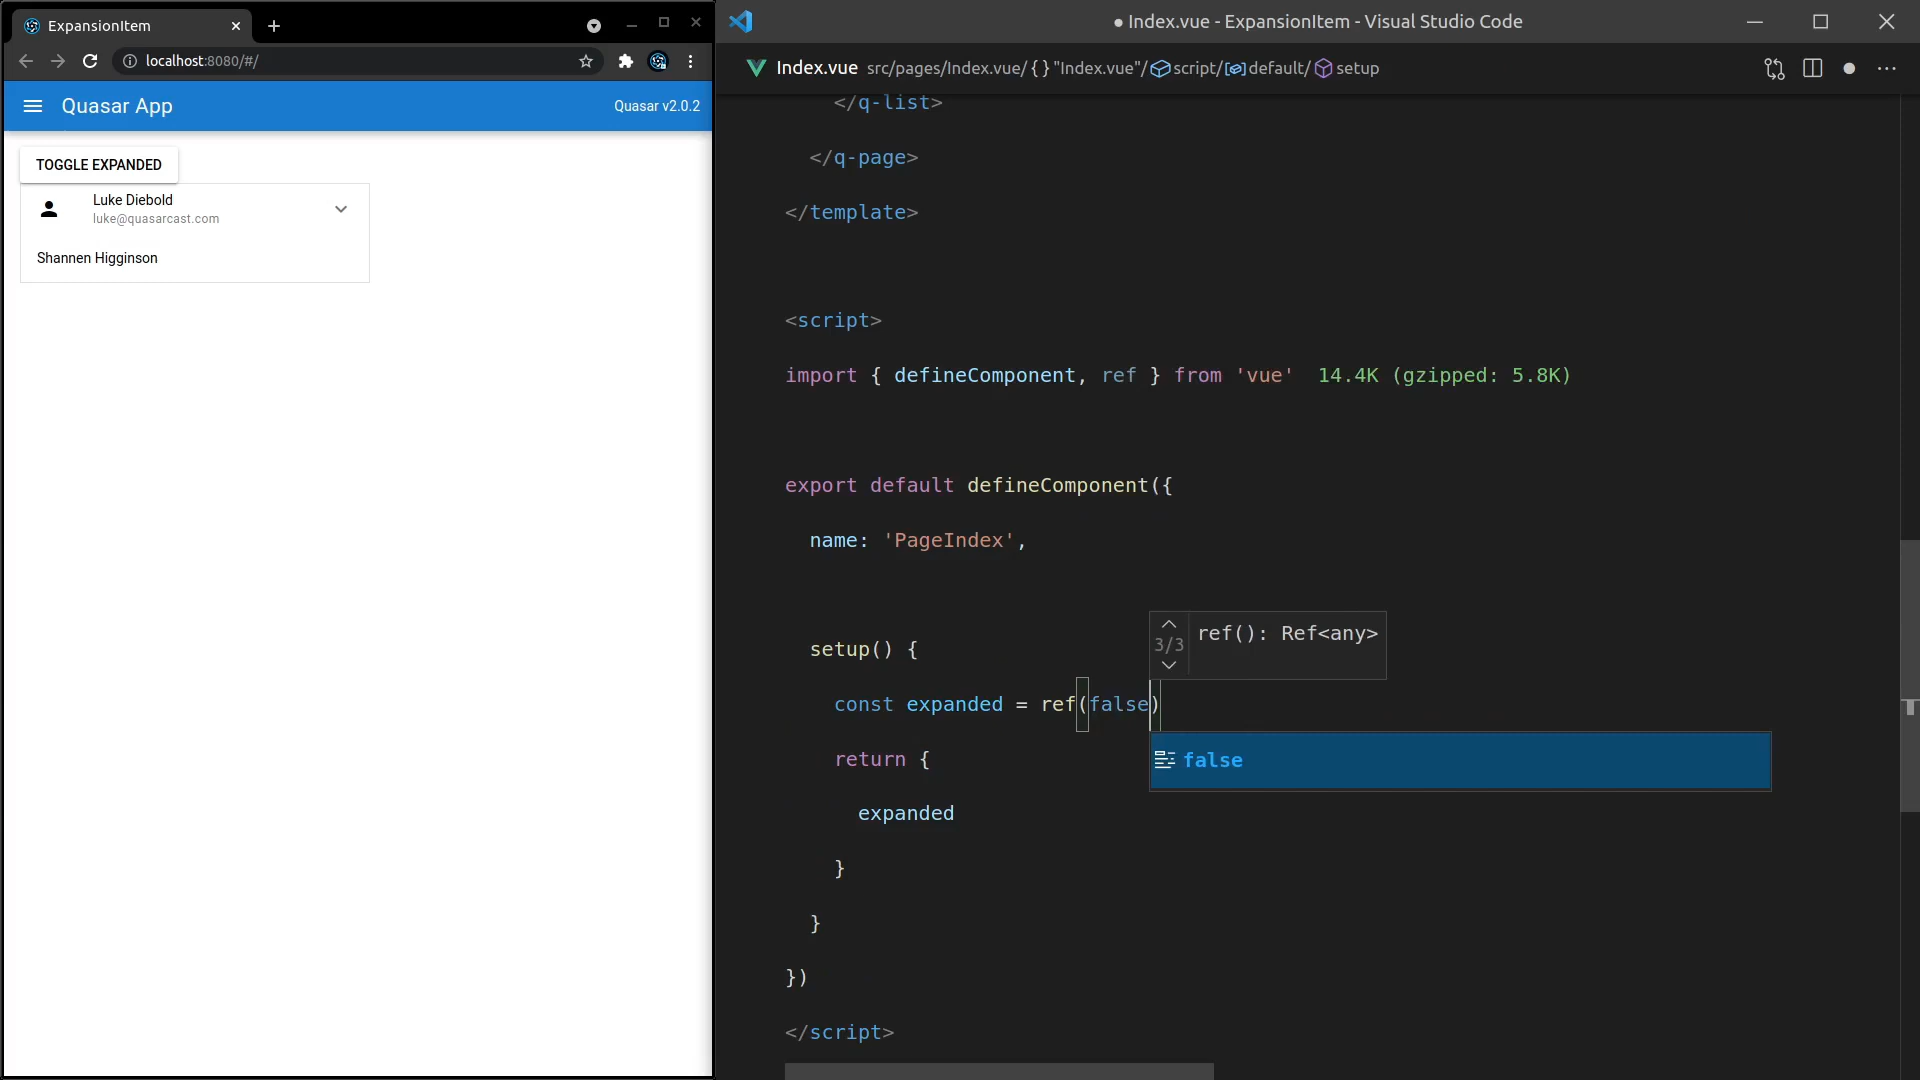 ExpansionItem
localhost:8080/#/
Quasar App
Quasar v2.0.2
TOGGLE EXPANDED
Luke Diebold
luke@quasarcast.com
Shannen Higginson
● Index.vue - ExpansionItem - Visual Studio Code
Index.vue src/pages/Index.vue/{}"Index.vue"/script/default/setup
</q-list>
</q-page>
</template>
<script>
import { defineComponent, ref } from 'vue' 14.4K (gzipped: 5.8K)
export default defineComponent({
name: 'PageIndex',
3/3 ref(): Ref<any>
setup() {
const expanded = ref(false)
return {
false
expanded
}
}
})
</script>